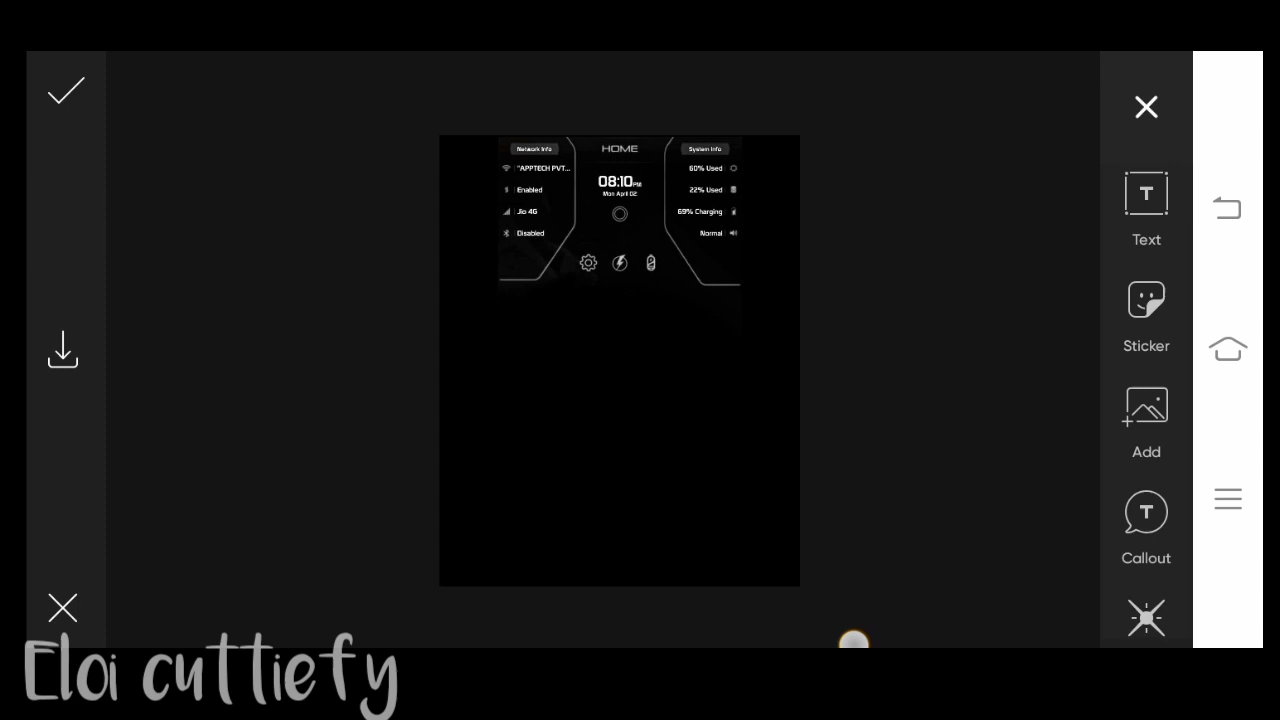 Network Info
HOME
System Info
"APPTECH PVT...
60% Used
08:10PM
Mon April 02
Enabled
22% Used
Jio 4G
69% Charging
Disabled
Normal
T
Text
Sticker
Add
T
Callout
Eloi cuttiefy